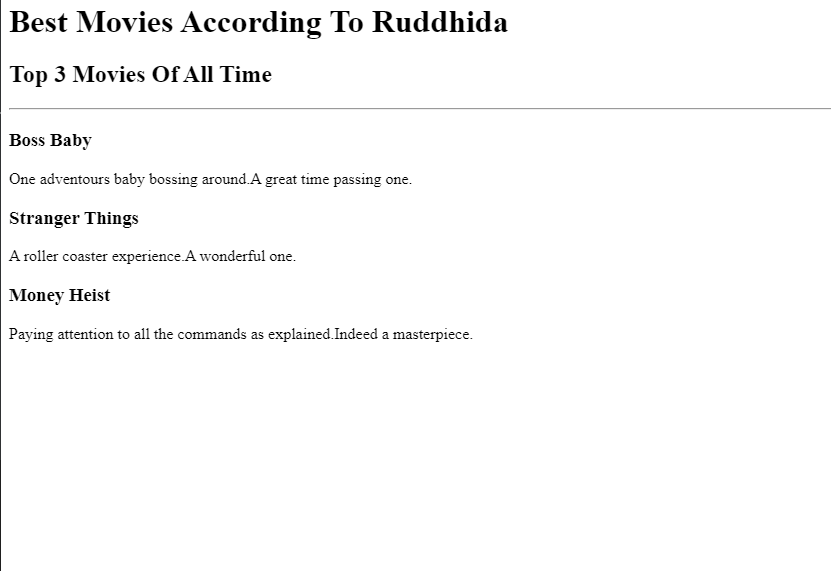 Best Movies According To Ruddhida
Top 3 Movies Of All Time
Boss Baby
One adventours baby bossing around.A great time passing one.
Stranger Things
A roller coaster experience.A wonderful one.
Money Heist
Paying attention to all the commands as explained.Indeed a masterpiece.